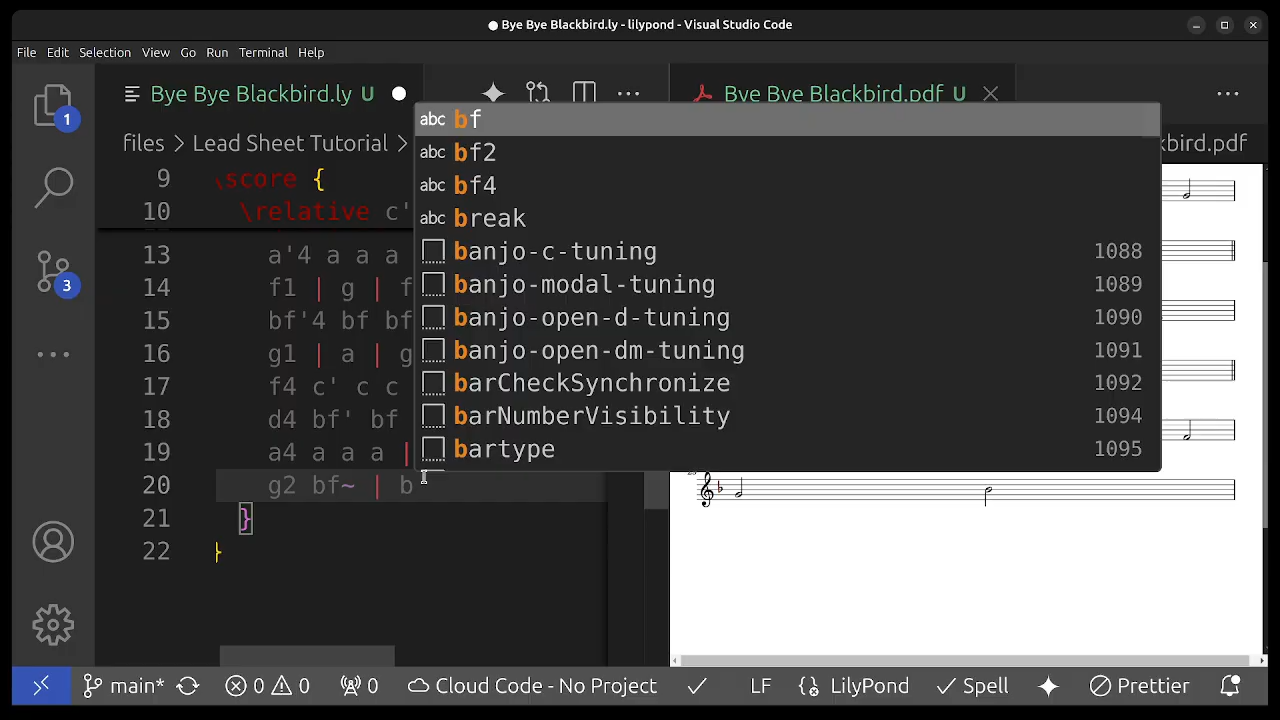 Bye Bye Blackbird.ly - lilypond - Visual Studio Code
File Edit Selection View Go Run Terminal Help
Bye Bye Blackbird.ly U
Bye Bye Blackbird.pdf U
1
files > Lead Sheet Tutorial >
bird.pdf
abc bf
abc bf2
abc bf4
abc break
banjo-c-tuning 1088
banjo-modal-tuning 1089
banjo-open-d-tuning 1090
banjo-open-dm-tuning 1091
barCheckSynchronize 1092
barNumberVisibility 1094
bartype 1095
9 \score {
10 \relative c'
13 a'4 a a a
14 f1 | g | f
15 bf'4 bf bf
16 g1 | a | g
17 f4 c' c c
18 d4 bf' bf
19 a4 a a a |
20 g2 bf~ | b
21 }
22 }
3
main* 0 0 0 Cloud Code - No Project LF LilyPond Spell Prettier